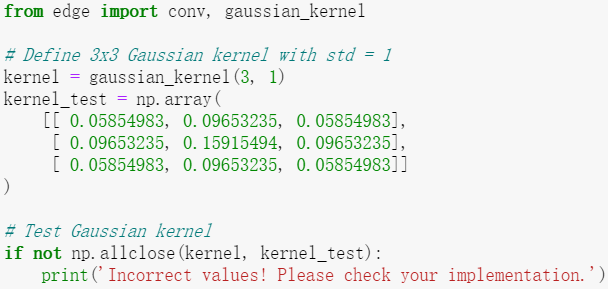 from edge import conv, gaussian_kernel

# Define 3x3 Gaussian kernel with std = 1
kernel = gaussian_kernel(3, 1)
kernel_test = np.array(
    [[ 0.05854983, 0.09653235, 0.05854983],
     [ 0.09653235, 0.15915494, 0.09653235],
     [ 0.05854983, 0.09653235, 0.05854983]]
)

# Test Gaussian kernel
if not np.allclose(kernel, kernel_test):
    print('Incorrect values! Please check your implementation.')